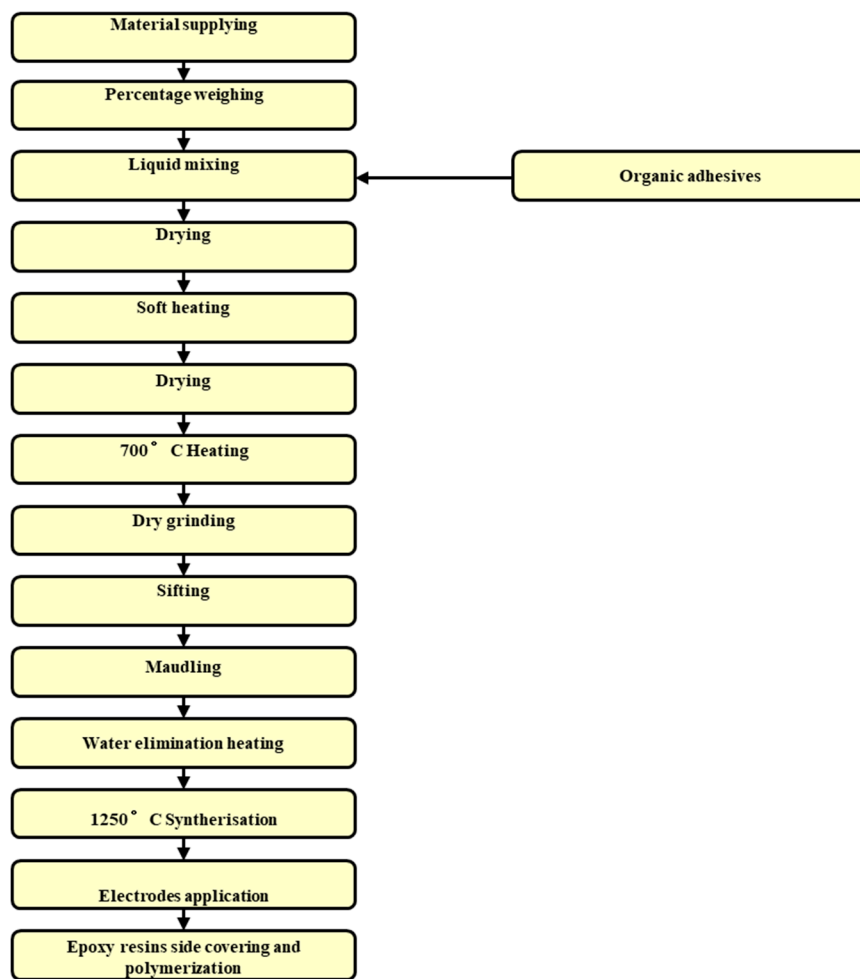 Material supplying
Percentage weighing
Liquid mixing
Organic adhesives
Drying
Soft heating
Drying
700° C Heating
Dry grinding
Sifting
Maudling
Water elimination heating
1250° C Syntherisation
Electrodes application
Epoxy resins side covering and
polymerization